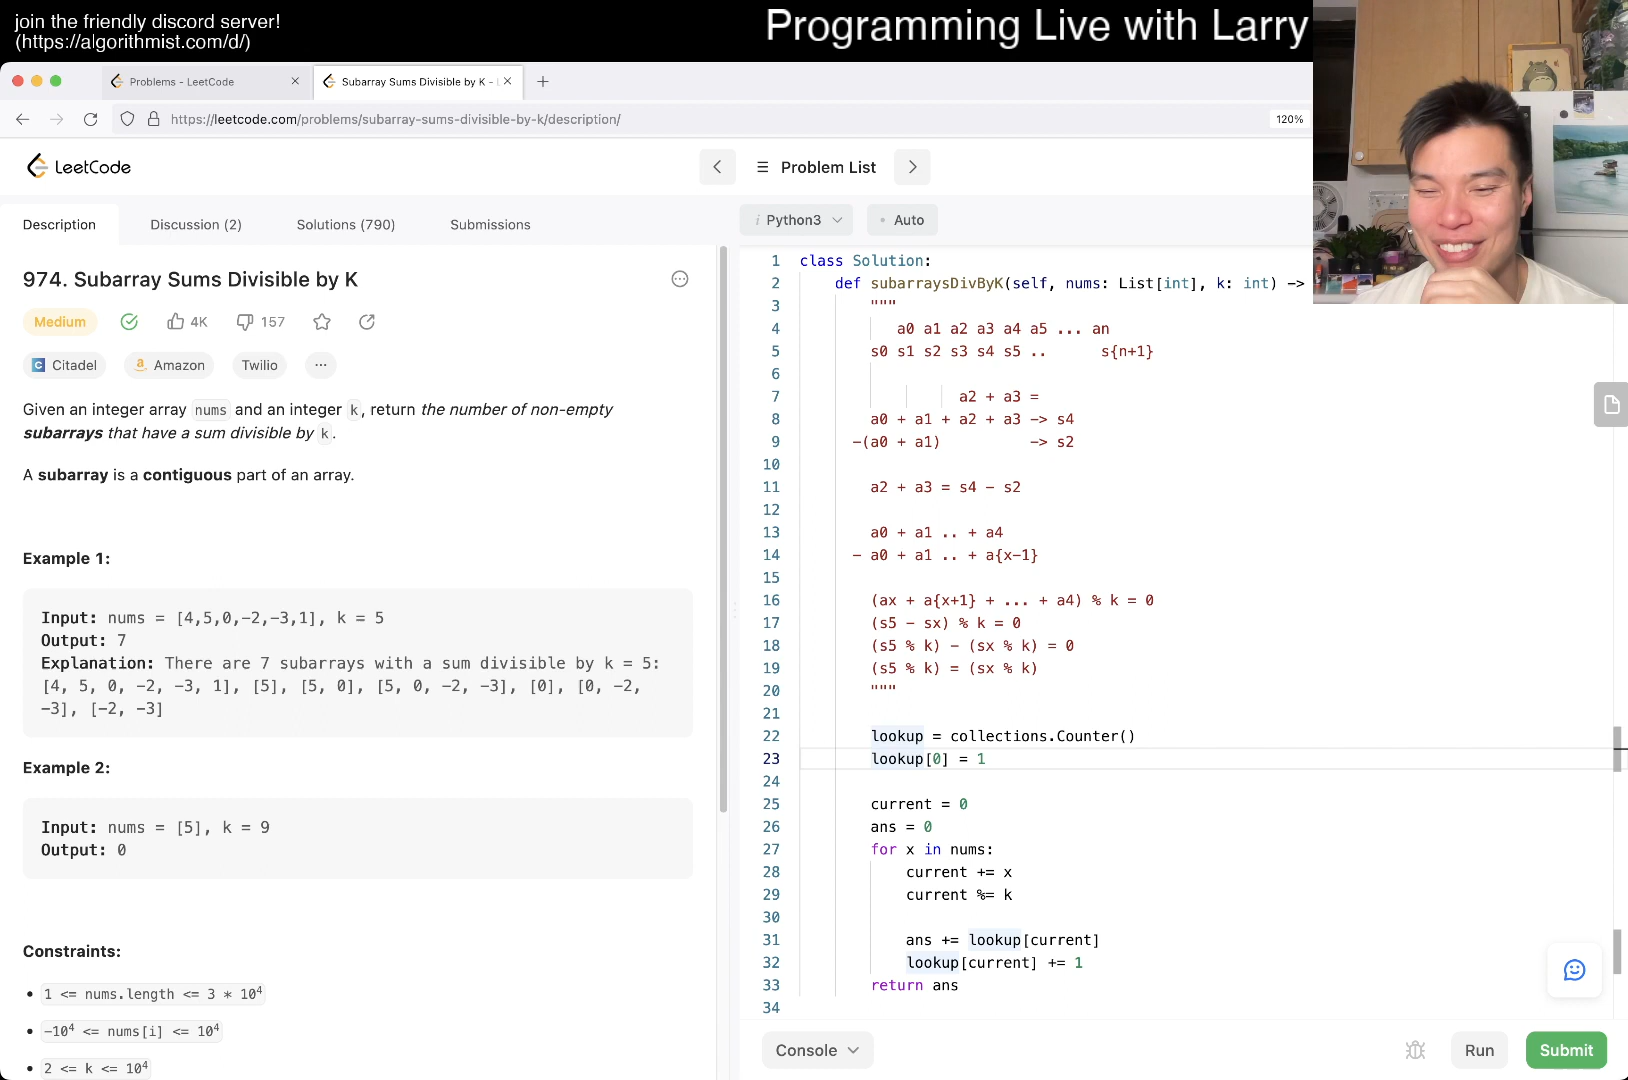 join the friendly discord server!
(https://algorithmist.com/d/)
Programming Live with Larry
Problems - LeetCode
Subarray Sums Divisible by K -
https://leetcode.com/problems/subarray-sums-divisible-by-k/description/
120%
LeetCode
Problem List
Description
Discussion (2)
Solutions (790)
Submissions
974. Subarray Sums Divisible by K
Medium
4K
157
Citadel
Amazon
Twilio
...
Given an integer array nums and an integer k, return the number of non-empty
subarrays that have a sum divisible by k.
A subarray is a contiguous part of an array.
Example 1:
Input: nums = [4,5,0,-2,-3,1], k = 5
Output: 7
Explanation: There are 7 subarrays with a sum divisible by k = 5:
[4, 5, 0, -2, -3, 1], [5], [5, 0], [5, 0, -2, -3], [0], [0, -2,
-3], [-2, -3]
Example 2:
Input: nums = [5], k = 9
Output: 0
Constraints:
• 1 <= nums.length <= 3 * 10⁴
• -10⁴ <= nums[i] <= 10⁴
• 2 <= k <= 10⁴
i Python3
• Auto
1 class Solution:
2 def subarraysDivByK(self, nums: List[int], k: int) ->
3 """
4 a0 a1 a2 a3 a4 a5 ... an
5 s0 s1 s2 s3 s4 s5 .. s{n+1}
6
7 a2 + a3 =
8 a0 + a1 + a2 + a3 -> s4
9 -(a0 + a1) -> s2
10
11 a2 + a3 = s4 - s2
12
13 a0 + a1 .. + a4
14 - a0 + a1 .. + a{x-1}
15
16 (ax + a{x+1} + ... + a4) % k = 0
17 (s5 - sx) % k = 0
18 (s5 % k) - (sx % k) = 0
19 (s5 % k) = (sx % k)
20 """
21
22 lookup = collections.Counter()
23 lookup[0] = 1
24
25 current = 0
26 ans = 0
27 for x in nums:
28 current += x
29 current %= k
30
31 ans += lookup[current]
32 lookup[current] += 1
33 return ans
34
Console
Run
Submit